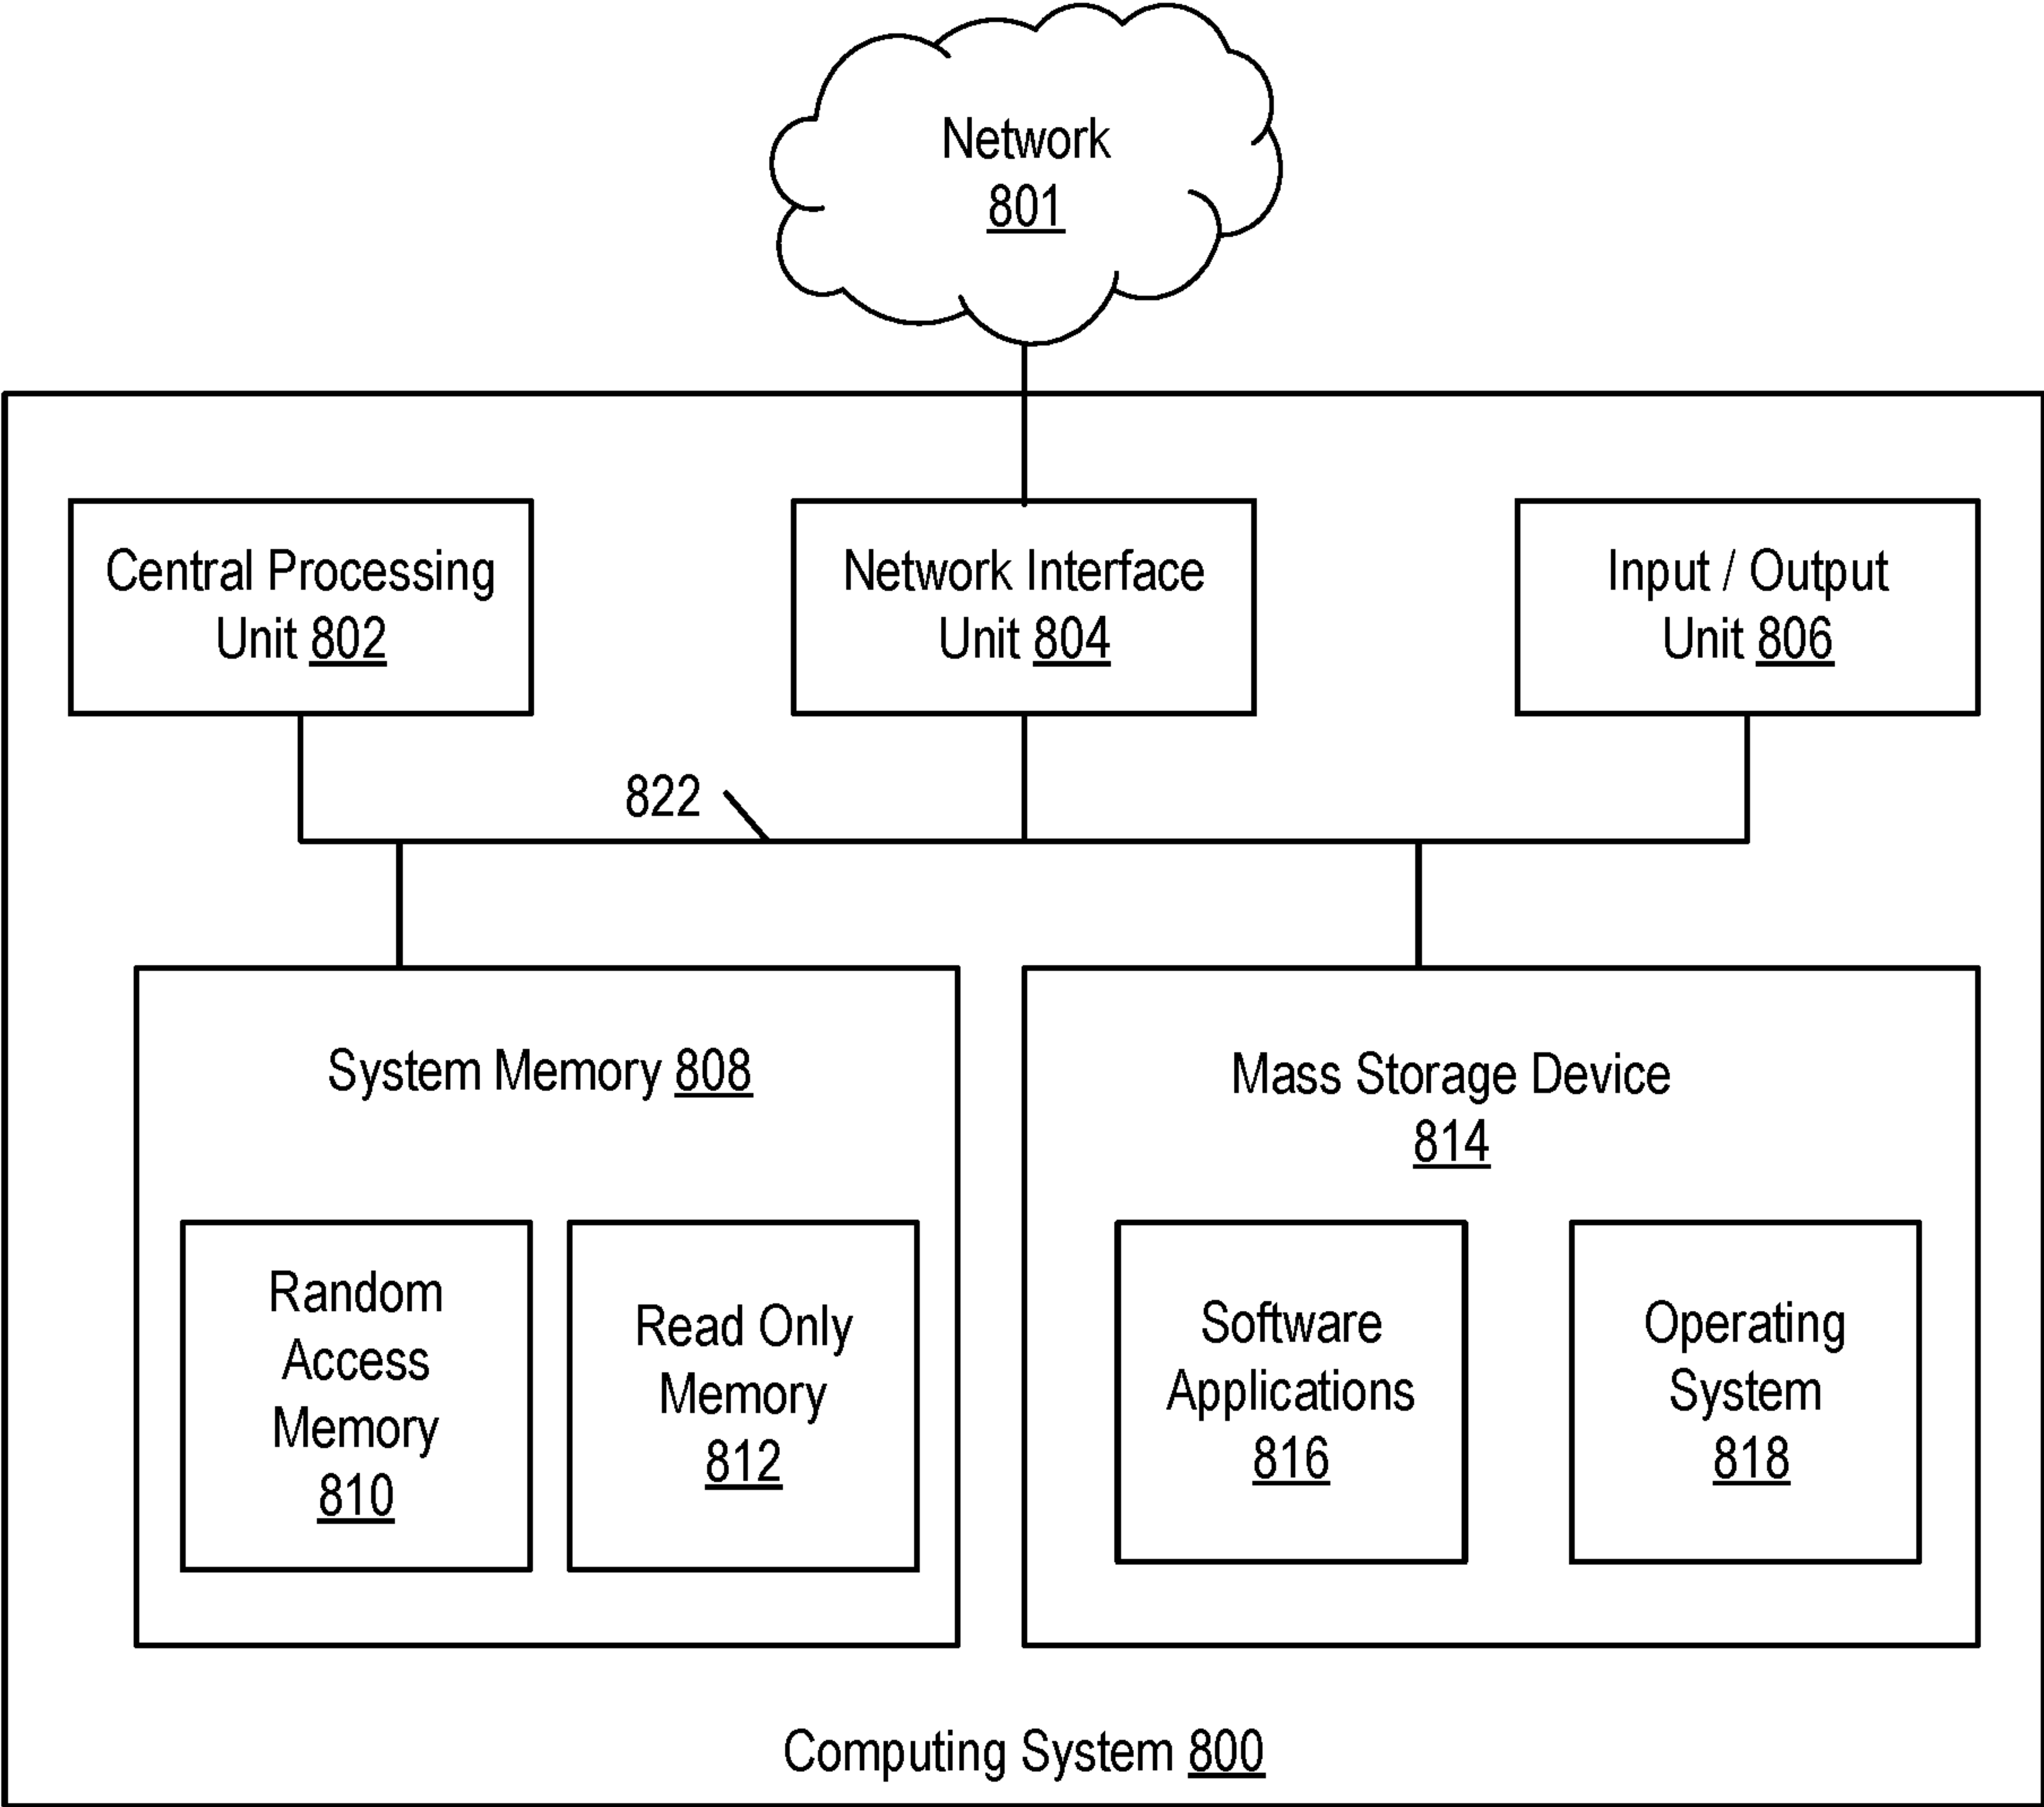 Network
801
Central Processing
Unit 802
Network Interface
Unit 804
Input / Output
Unit 806
822
System Memory 808
Random
Access
Memory
810
Read Only
Memory
812
Mass Storage Device
814
Software
Applications
816
Operating
System
818
Computing System 800